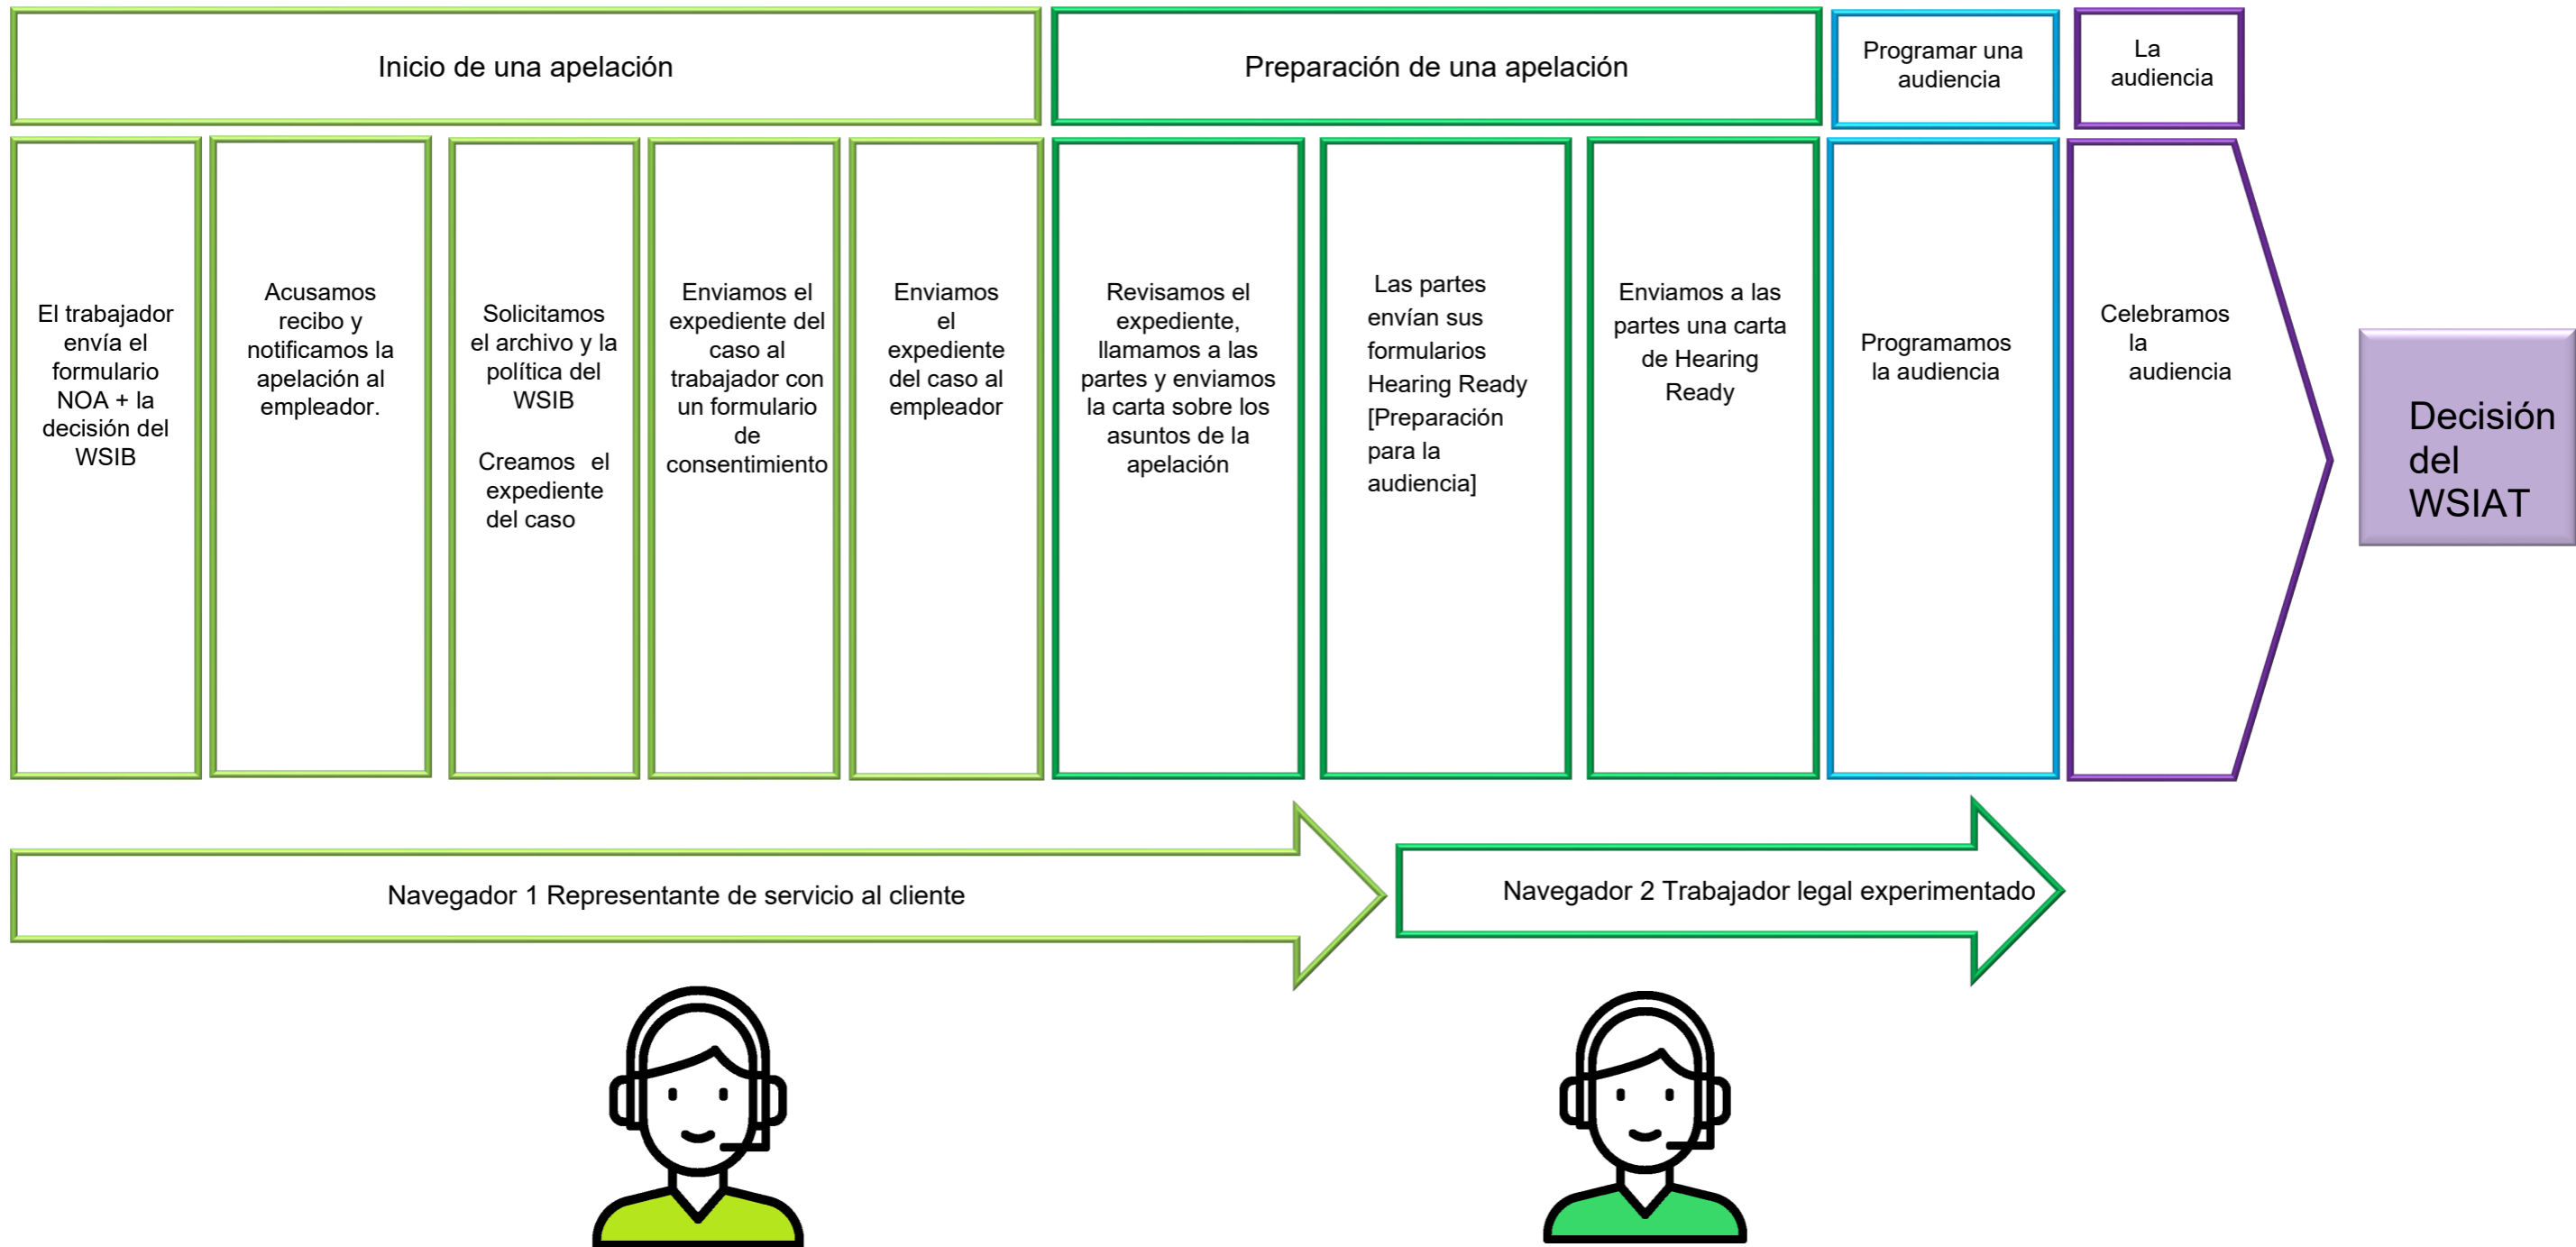 Inicio de una apelación
Preparación de una apelación
Programar una
audiencia
La
audiencia
El trabajador
envía el
formulario
NOA + la
decisión del
WSIB
Acusamos
recibo y
notificamos la
apelación al
empleador.
Solicitamos
el archivo y la
política del
WSIB
Creamos el
expediente
del caso
Enviamos el
expediente del
caso al
trabajador con
un formulario
de
consentimiento
Enviamos
el
expediente
del caso al
empleador
Revisamos el
expediente,
llamamos a las
partes y enviamos
la carta sobre los
asuntos de la
apelación
Las partes
envían sus
formularios
Hearing Ready
[Preparación
para la
audiencia]
Enviamos a las
partes una carta
de Hearing
Ready
Programamos
la audiencia
Celebramos
la
audiencia
Decisión
del
WSIAT
Navegador 1 Representante de servicio al cliente
Navegador 2 Trabajador legal experimentado